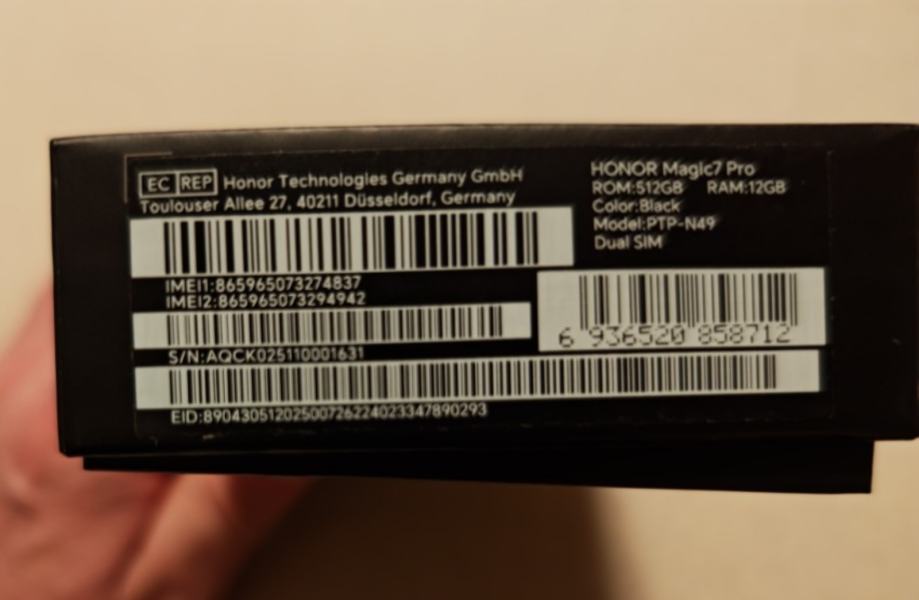 EC REP Honor Technologies Germany GmbH
Toulouser Allee 27, 40211 Düsseldorf, Germany
IMEI1:865965073274837
IMEI2:865965073294942
S/N:AQCK025110001631
EID:89043051202500726224023347890293
HONOR Magic7 Pro
ROM:512GB RAM:12GB
Color:Black
Model:PTP-N49
Dual SIM
6 936520 858712